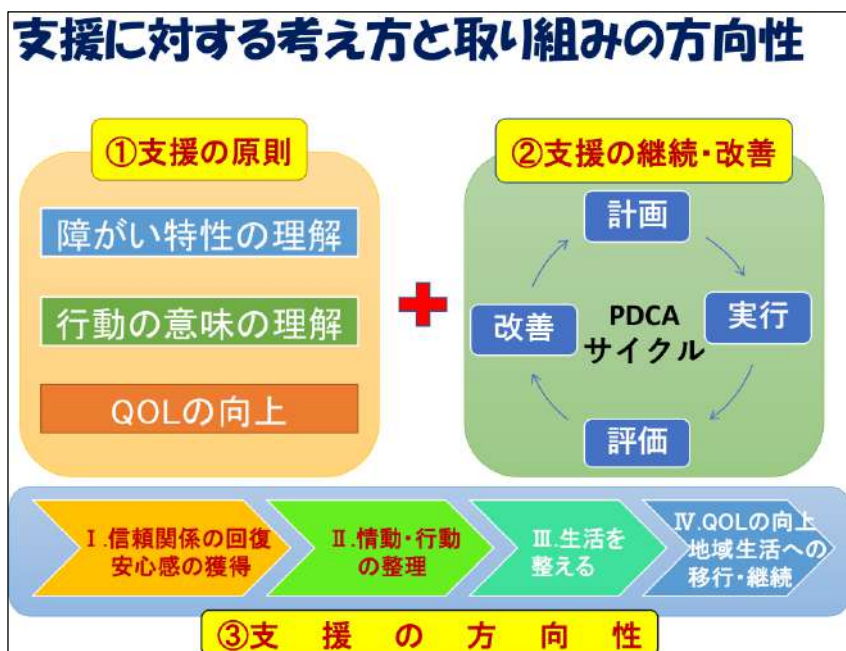 支援に対する考え方と取り組みの方向性
①支援の原則
障がい特性の理解
行動の意味の理解
QOLの向上
②支援の継続・改善
計画
実行
評価
改善
PDCA
サイクル
Ⅰ.信頼関係の回復
安心感の獲得
Ⅱ.情動・行動
の整理
Ⅲ.生活を
整える
Ⅳ.QOLの向上
地域生活への
移行・継続
③支援の方向性